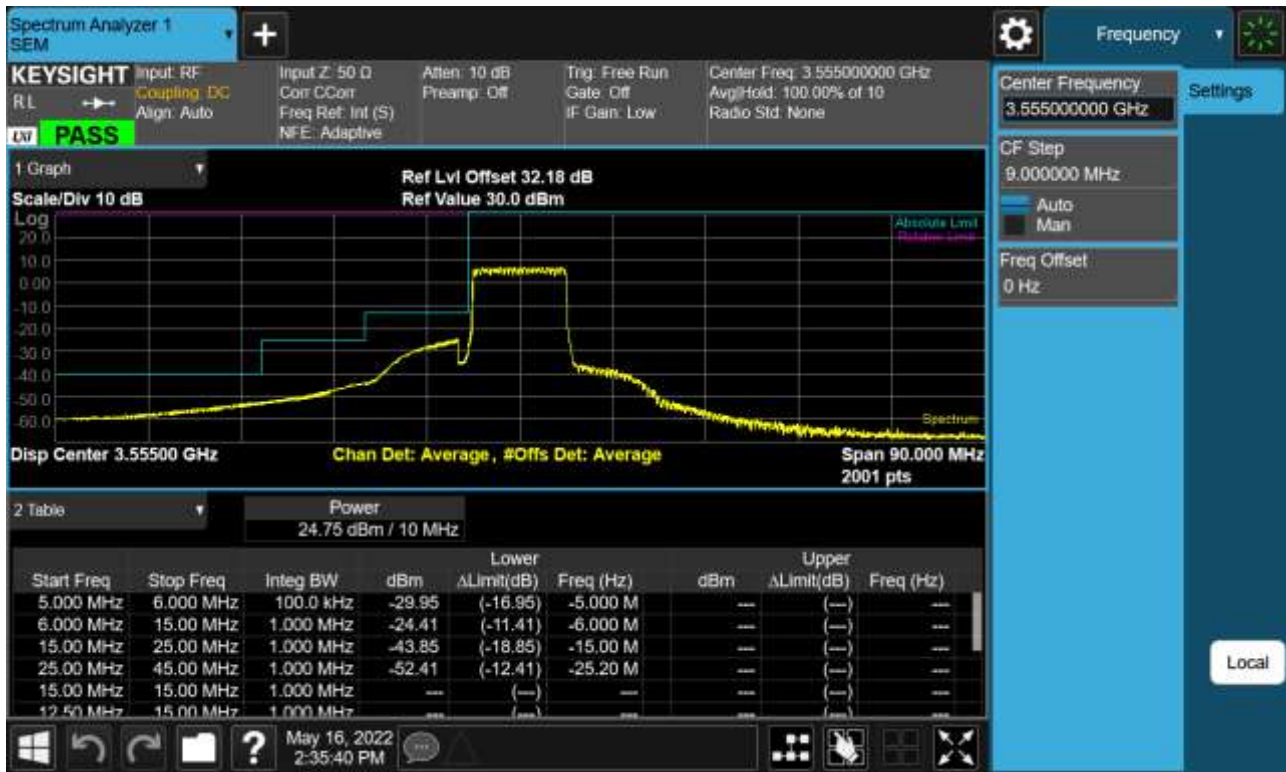 Spectrum Analyzer 1
SEM
+
Frequency
KEYSIGHT
RL
LXI
PASS
Input: RF
Coupling: DC
Align: Auto
Input Z: 50 Ω
Corr CCorr
Freq Ref: Int (S)
NFE: Adaptive
Atten: 10 dB
Preamp: Off
Trig: Free Run
Gate: Off
IF Gain: Low
Center Freq: 3.555000000 GHz
Avg|Hold: 100.00% of 10
Radio Std: None
Center Frequency
3.555000000 GHz
Settings
CF Step
9.000000 MHz
Auto
Man
Freq Offset
0 Hz
Local
1 Graph
Scale/Div 10 dB
Ref Lvl Offset 32.18 dB
Ref Value 30.0 dBm
Log
Absolute Limit
Relative Limit
20.0
10.0
0.00
-10.0
-20.0
-30.0
-40.0
-50.0
-60.0
Spectrum
Disp Center 3.55500 GHz
Chan Det: Average, #Offs Det: Average
Span 90.000 MHz
2001 pts
2 Table
Power
24.75 dBm / 10 MHz
Lower Upper
Start Freq Stop Freq Integ BW dBm ΔLimit(dB) Freq (Hz) dBm ΔLimit(dB) Freq (Hz)
5.000 MHz 6.000 MHz 100.0 kHz -29.95 (-16.95) -5.000 M --- (---) ---
6.000 MHz 15.00 MHz 1.000 MHz -24.41 (-11.41) -6.000 M --- (---) ---
15.00 MHz 25.00 MHz 1.000 MHz -43.85 (-18.85) -15.00 M --- (---) ---
25.00 MHz 45.00 MHz 1.000 MHz -52.41 (-12.41) -25.20 M --- (---) ---
15.00 MHz 15.00 MHz 1.000 MHz --- (---) --- --- (---) ---
12.50 MHz 15.00 MHz 1.000 MHz --- (---) --- --- (---) ---
?
May 16, 2022
2:35:40 PM